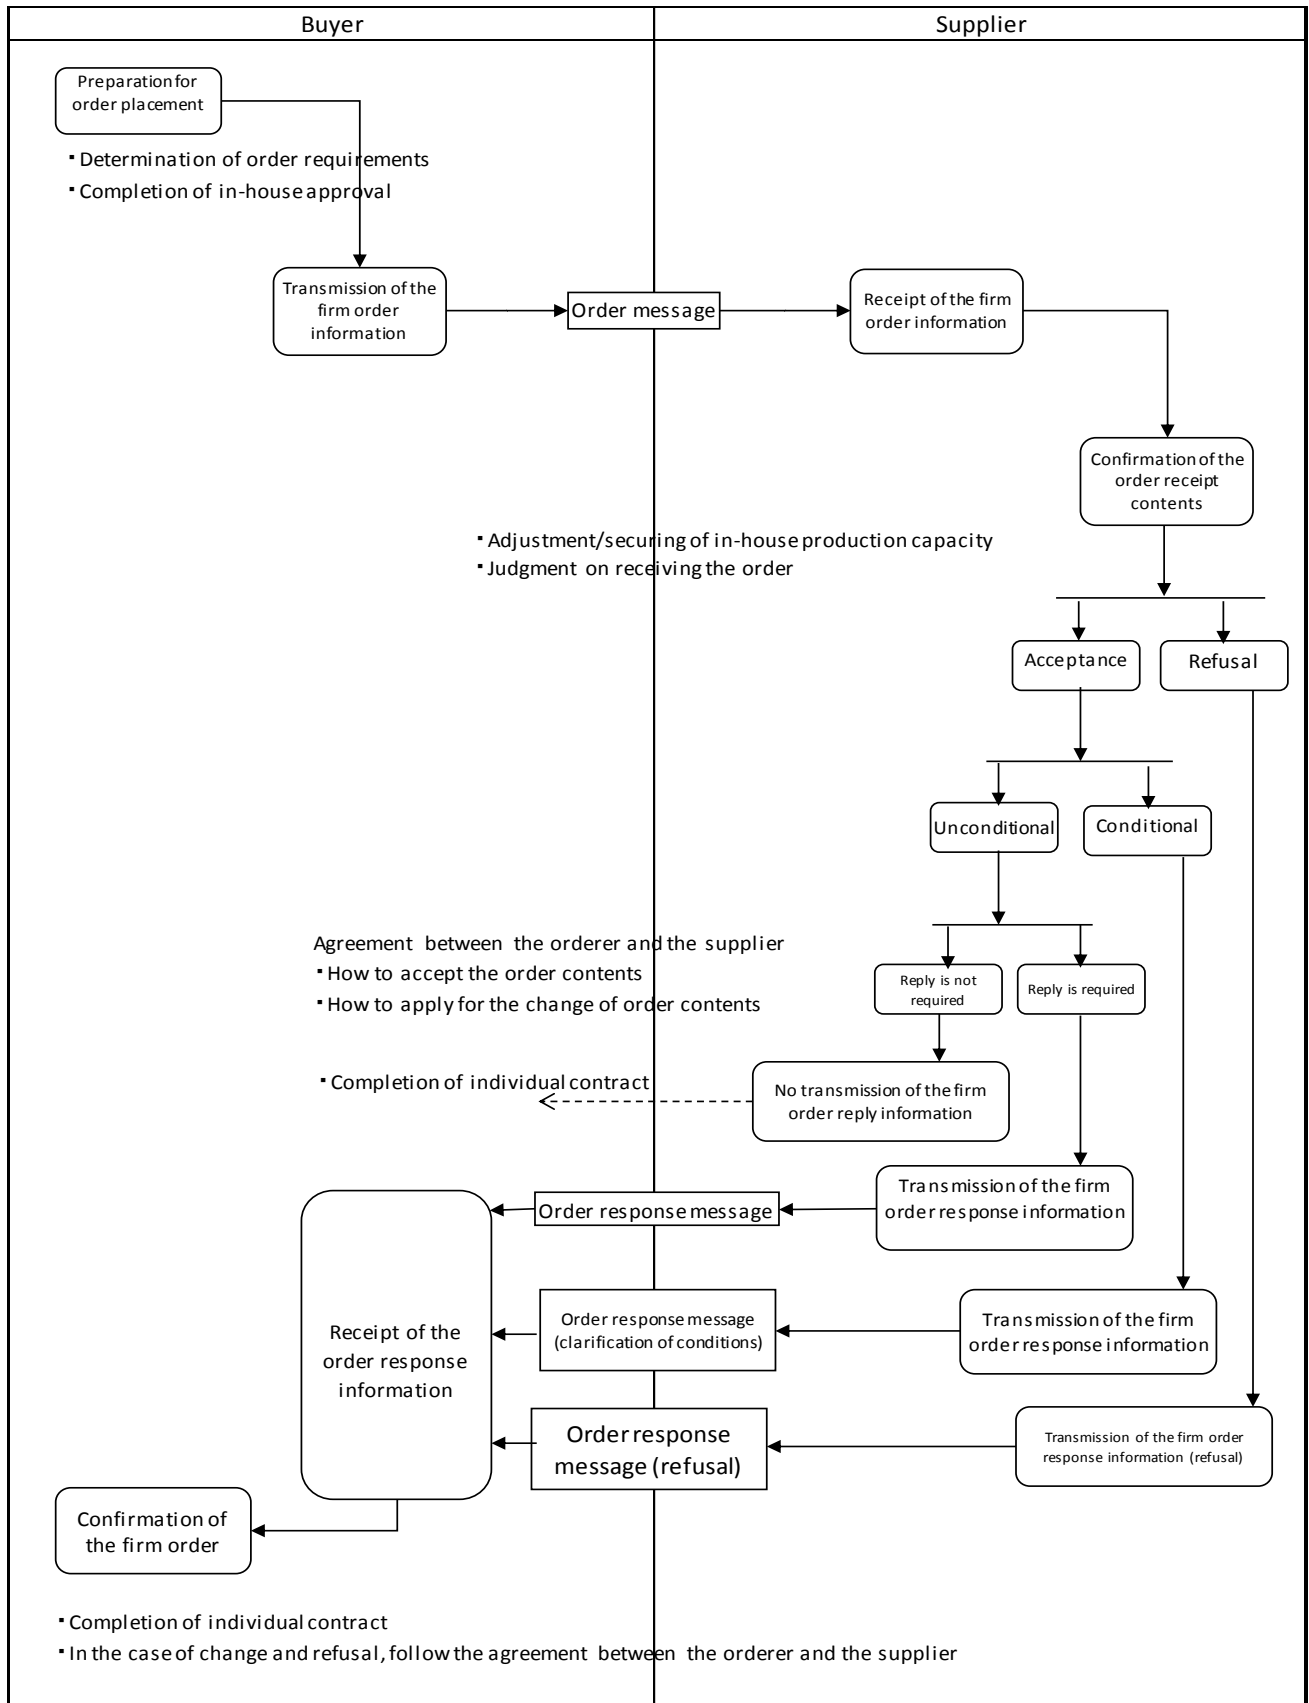 Buyer
Supplier
Preparation for
order placement
▪ Determination of order requirements
▪ Completion of in-house approval
Transmission of the
firm order
information
Order message
Receipt of the firm
order information
Confirmation of the
order receipt
contents
▪ Adjustment/securing of in-house production capacity
▪ Judgment on receiving the order
Acceptance
Refusal
Unconditional
Conditional
Agreement between the orderer and the supplier
▪ How to accept the order contents
▪ How to apply for the change of order contents
Reply is not
required
Reply is required
▪ Completion of individual contract
No transmission of the firm
order reply information
Order response message
Transmission of the firm
order response information
Receipt of the
order response
information
Order response message
(clarification of conditions)
Transmission of the firm
order response information
Order response
message (refusal)
Transmission of the firm order
response information (refusal)
Confirmation of
the firm order
▪ Completion of individual contract
▪ In the case of change and refusal, follow the agreement between the orderer and the supplier